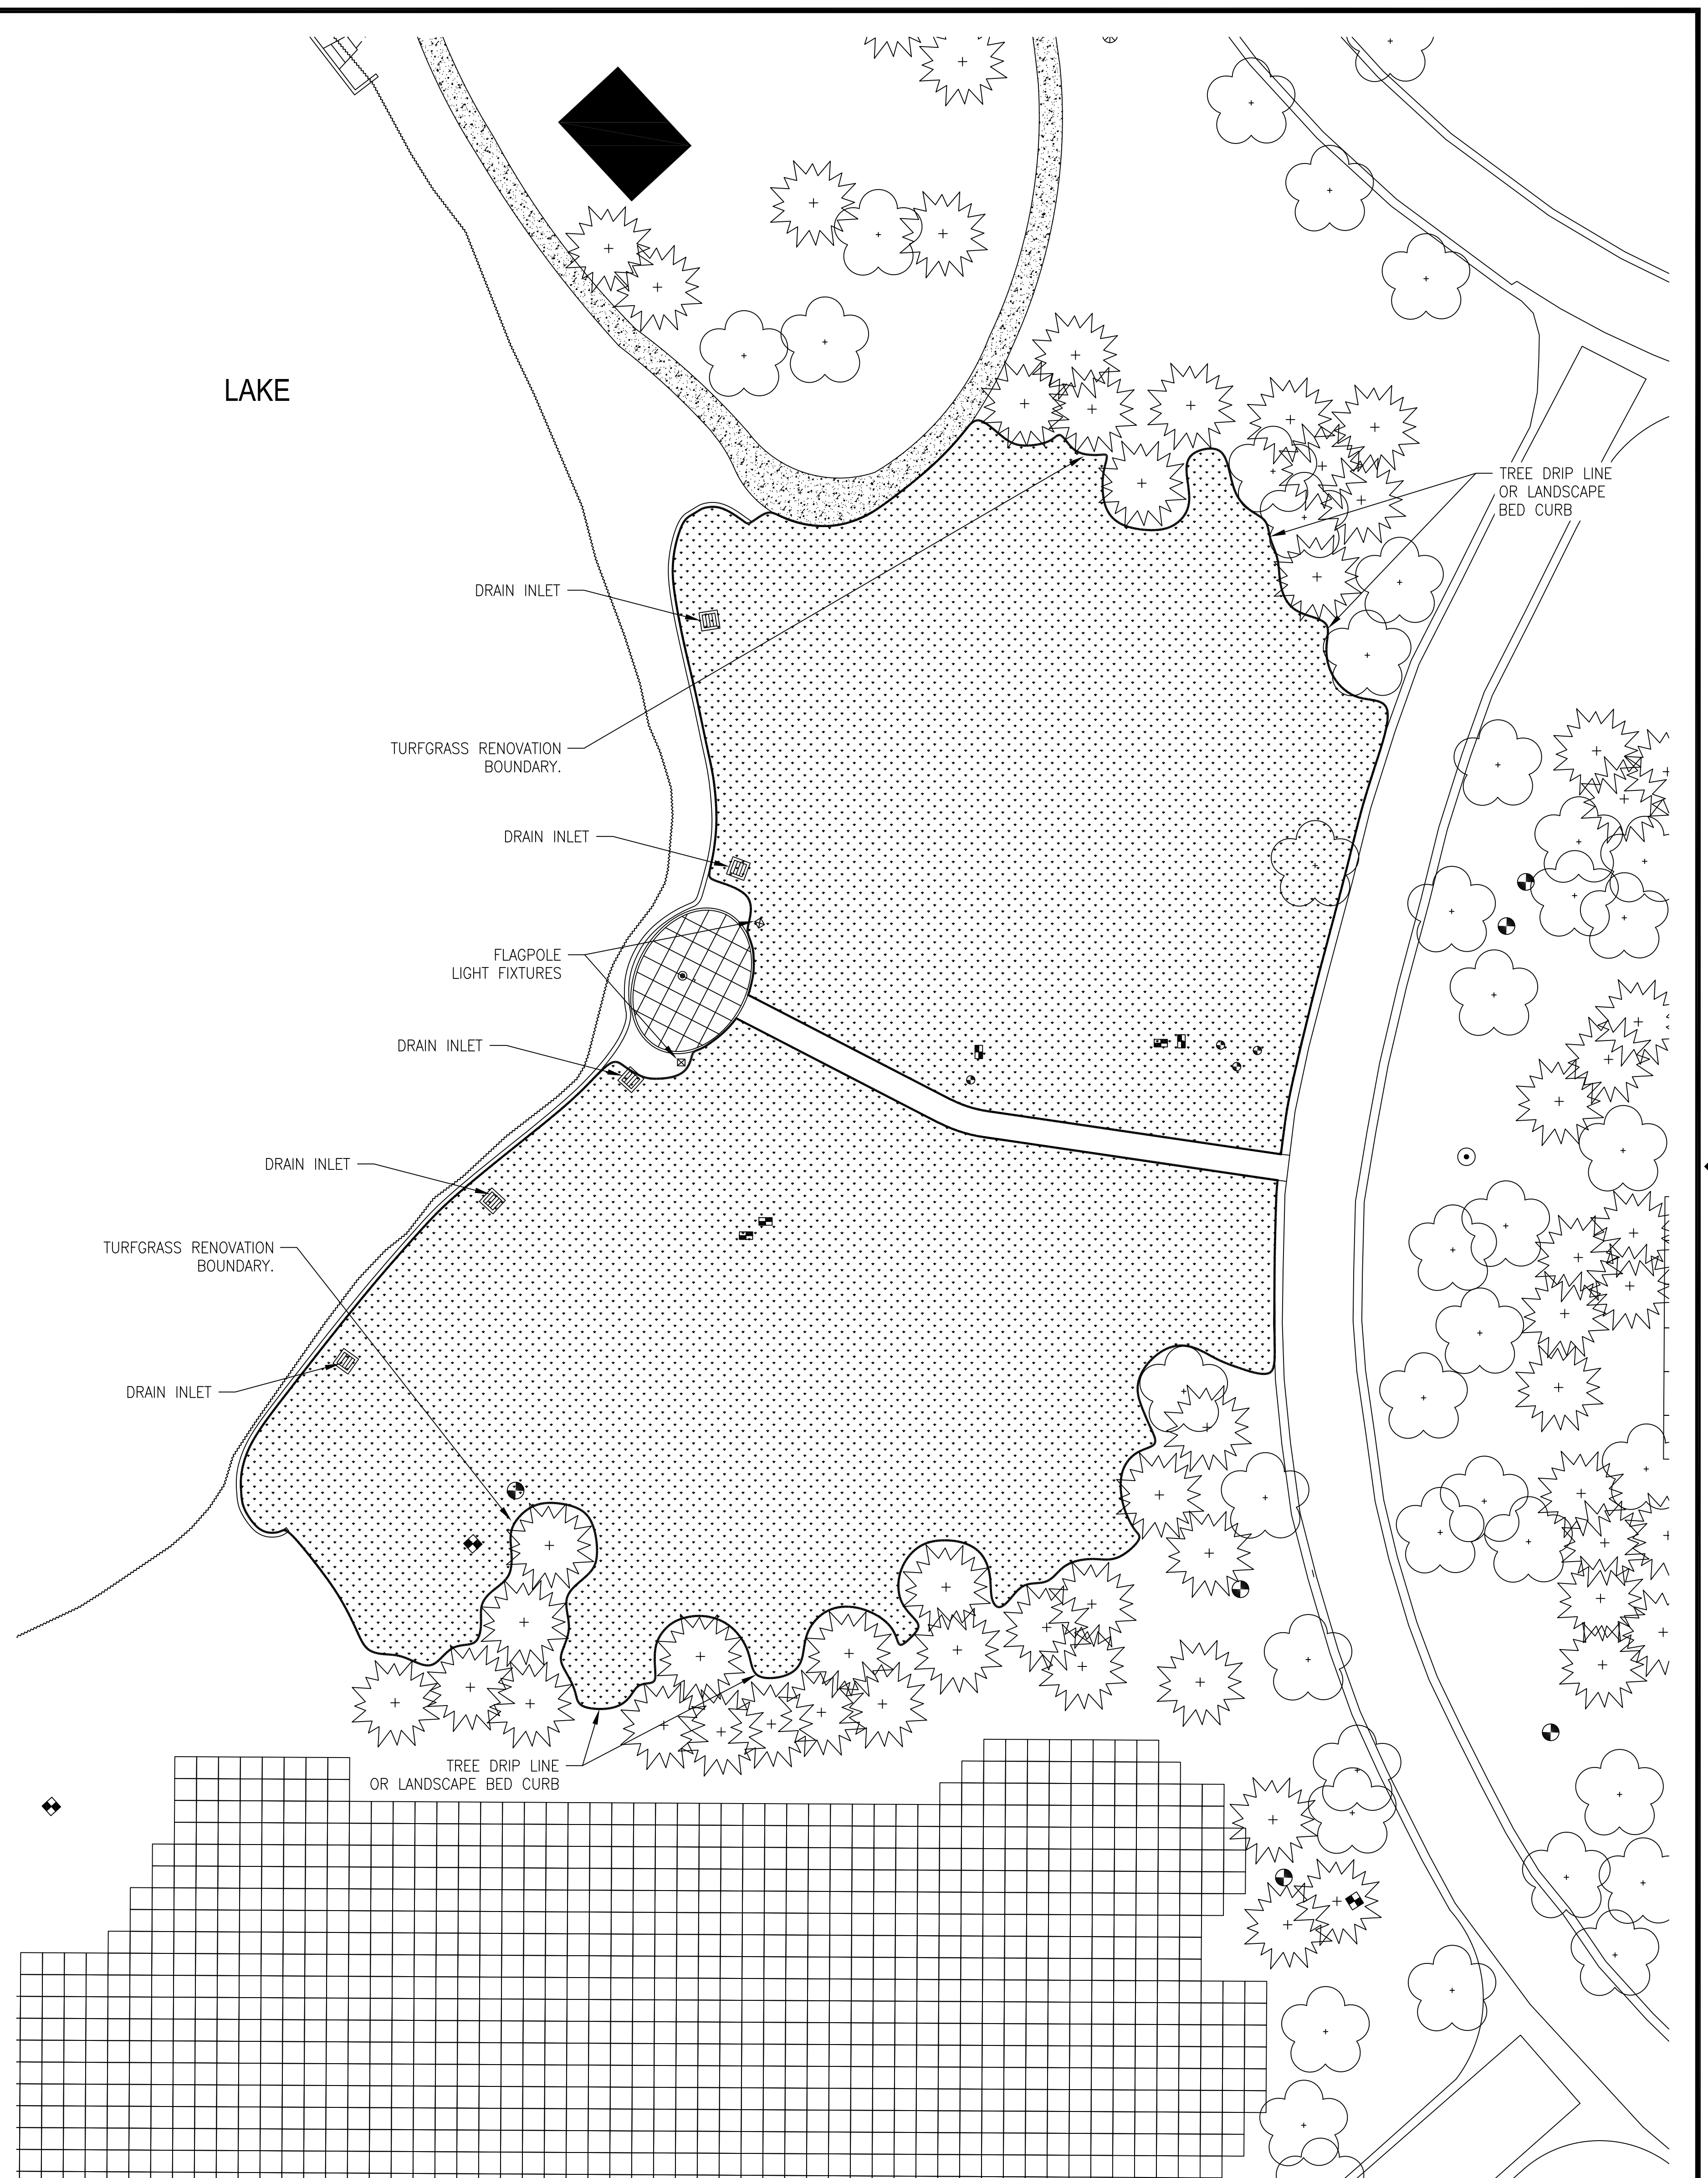 LAKE
TREE DRIP LINE
OR LANDSCAPE
BED CURB
DRAIN INLET
TURFGRASS RENOVATION
BOUNDARY.
DRAIN INLET
FLAGPOLE
LIGHT FIXTURES
DRAIN INLET
DRAIN INLET
TURFGRASS RENOVATION
BOUNDARY.
DRAIN INLET
TREE DRIP LINE
OR LANDSCAPE BED CURB